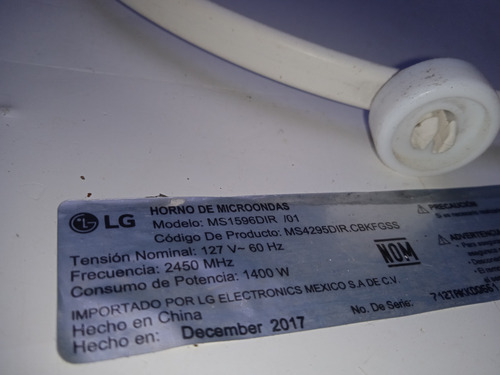 LG
HORNO DE MICROONDAS
Modelo: MS1596DIR /01
Código De Producto: MS4295DIR.CBKFGSS
Tensión Nominal: 127 V~ 60 Hz
Frecuencia: 2450 MHz
Consumo de Potencia: 1400 W
IMPORTADO POR LG ELECTRONICS MEXICO S.A DE C.V.
Hecho en China
Hecho en: December 2017
No. De Serie:
NOM
PRECAUCIÓN
ADVERTENCIA